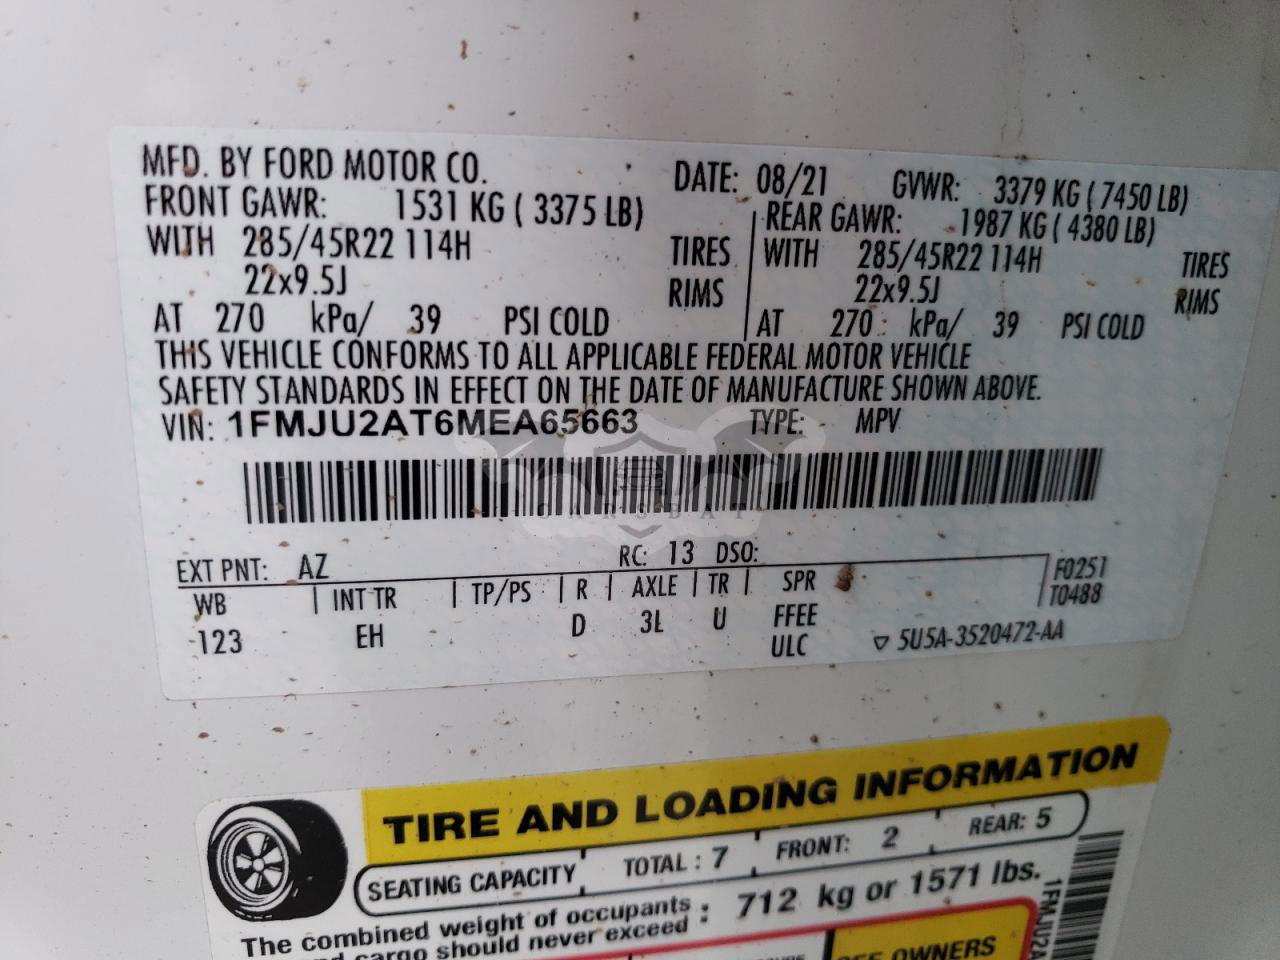 MFD. BY FORD MOTOR CO. DATE: 08/21 GVWR: 3379 KG ( 7450 LB)
FRONT GAWR: 1531 KG ( 3375 LB) REAR GAWR: 1987 KG ( 4380 LB)
WITH 285/45R22 114H TIRES WITH 285/45R22 114H TIRES
22x9.5J RIMS 22x9.5J RIMS
AT 270 kPa/ 39 PSI COLD AT 270 kPa/ 39 PSI COLD
THIS VEHICLE CONFORMS TO ALL APPLICABLE FEDERAL MOTOR VEHICLE
SAFETY STANDARDS IN EFFECT ON THE DATE OF MANUFACTURE SHOWN ABOVE.
VIN: 1FMJU2AT6MEA65663 TYPE: MPV
CARSBAT
EXT PNT: AZ RC: 13 DSO: F0251
WB INT TR TP/PS R AXLE TR SPR T0488
123 EH D 3L U FFEE
ULC 5U5A-3520472-AA
TIRE AND LOADING INFORMATION
SEATING CAPACITY TOTAL : 7 FRONT: 2 REAR: 5
The combined weight of occupants : 712 kg or 1571 lbs.
cargo should never exceed
OWNERS
1FMJU2A